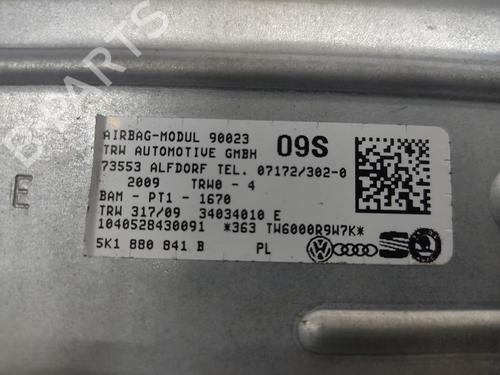 B-PARTS
E
AIRBAG-MODUL 90023 09S
TRW AUTOMOTIVE GMBH
73553 ALFDORF TEL. 07172/302-0
2009 TRW0 - 4
BAM - PT1 - 1670
TRW 317/09 34034010 E
1040528430091 *363 TW6000R9W7K*
5K1 880 841 B PL